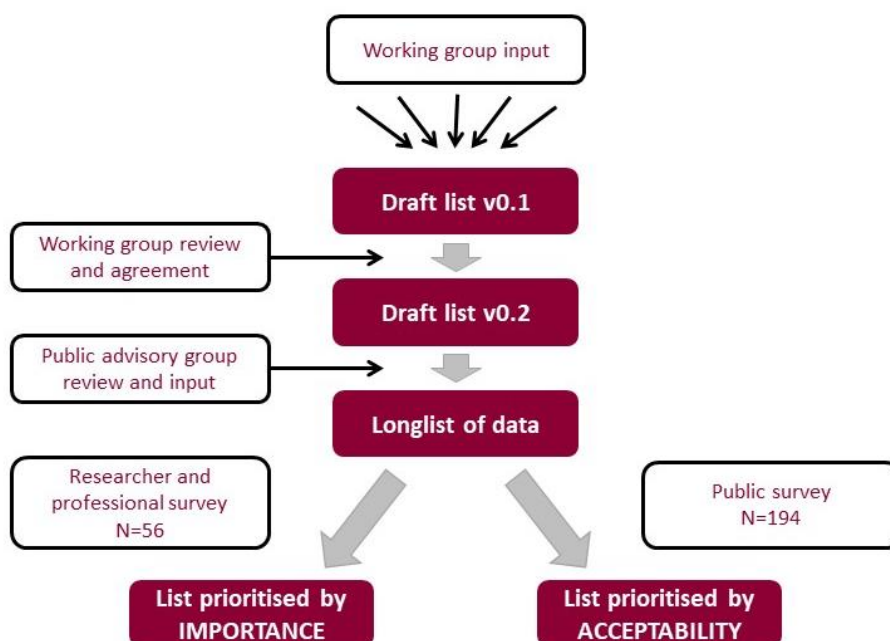 Working group input
Draft list v0.1
Working group review
and agreement
Draft list v0.2
Public advisory group
review and input
Longlist of data
Researcher and
professional survey
N=56
Public survey
N=194
List prioritised by
IMPORTANCE
List prioritised by
ACCEPTABILITY